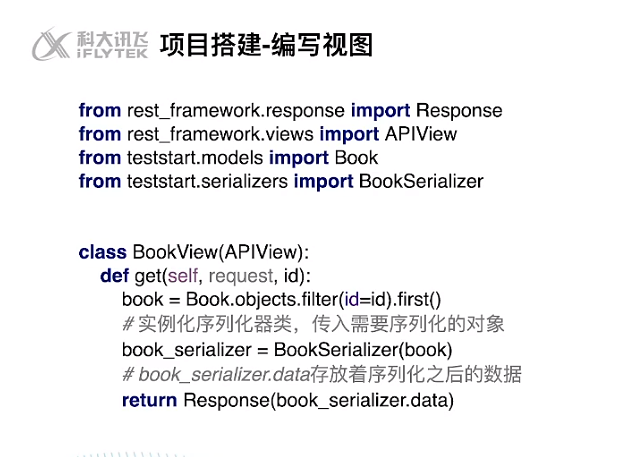 科大讯飞
iFLYTEK
项目搭建-编写视图
from rest_framework.response import Response
from rest_framework.views import APIView
from teststart.models import Book
from teststart.serializers import BookSerializer
class BookView(APIView):
def get(self, request, id):
book = Book.objects.filter(id=id).first()
# 实例化序列化器类，传入需要序列化的对象
book_serializer = BookSerializer(book)
# book_serializer.data存放着序列化之后的数据
return Response(book_serializer.data)